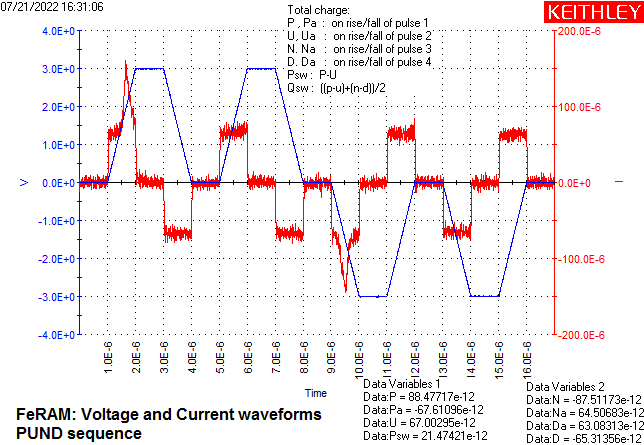 07/21/2022 16:31:06
KEITHLEY
Total charge:
P , Pa : on rise/fall of pulse 1
U, Ua : on rise/fall of pulse 2
N. Na : on rise/fall of pulse 3
D. Da : on rise/fall of pulse 4
Psw : P-U
Qsw : ((p-u)+(n-d))/2
4.0E+0
3.0E+0
2.0E+0
1.0E+0
0.0E+0
-1.0E+0
-2.0E+0
-3.0E+0
-4.0E+0
V
200.0E-6
100.0E-6
0.0E+0
-100.0E-6
-200.0E-6
I
1.0E-6
2.0E-6
3.0E-6
4.0E-6
5.0E-6
6.0E-6
7.0E-6
8.0E-6
9.0E-6
10.0E-6
11.0E-6
12.0E-6
13.0E-6
14.0E-6
15.0E-6
16.0E-6
Time
FeRAM: Voltage and Current waveforms
PUND sequence
Data Variables 1
Data:P = 88.47717e-12
Data:Pa = -67.61096e-12
Data:U = 67.00295e-12
Data:Psw = 21.47421e-12
Data Variables 2
Data:N = -87.51173e-12
Data:Na = 64.50683e-12
Data:Da = 63.08313e-12
Data:D = -65.31356e-12